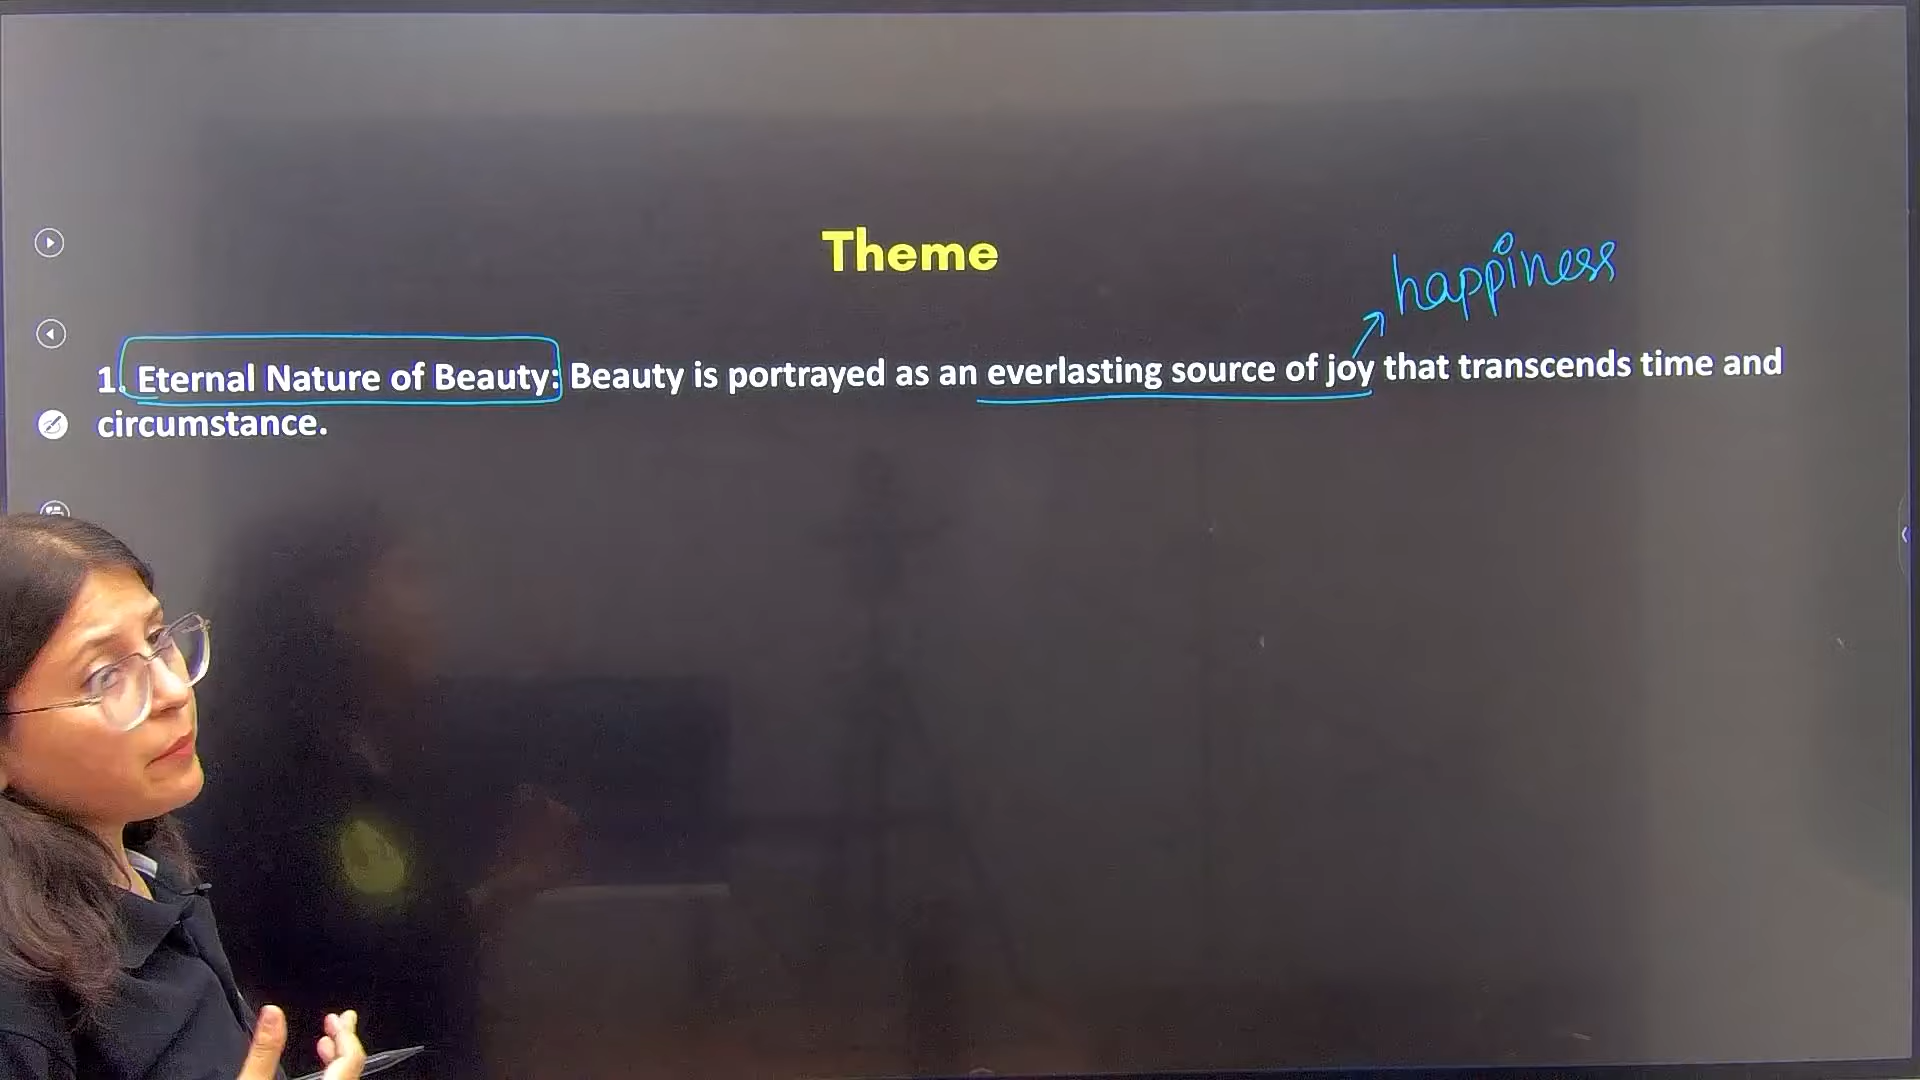 Theme
happiness
1. Eternal Nature of Beauty: Beauty is portrayed as an everlasting source of joy that transcends time and
circumstance.